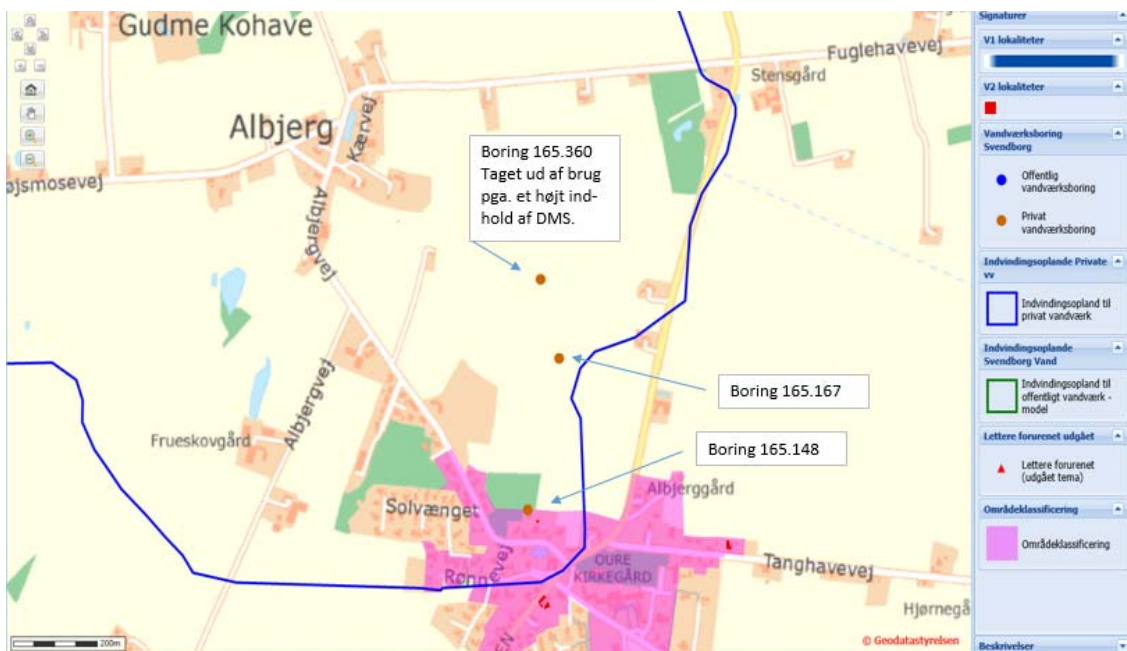 Gudme Kohave
Albjerg
Kærvej
Fuglehavevej
Stensgård
øjsmosevej
Albjergvej
Boring 165.360
Taget ud af brug
pga. et højt ind-
hold af DMS.
Boring 165.167
Boring 165.148
Albjergvej
Frueskovgård
Solvænget
Albjerggård
Rønnevej
OURE
KIRKEGÅRD
Tanghavevej
Hjørnegå
EN
200m
© Geodatastyrelsen
Signaturer
V1 lokaliteter
V2 lokaliteter
Vandværksboring
Svendborg
Offentlig
vandværksboring
Privat
vandværksboring
Indvindingsoplande Private
vv
Indvindingsopland til
privat vandværk
Indvindingsoplande
Svendborg Vand
Indvindingsopland til
offentligt vandværk -
model
Lettere forurenet udgået
Lettere forurenet
(udgået tema)
Områdeklassificering
Områdeklassificering
Beskrivelser